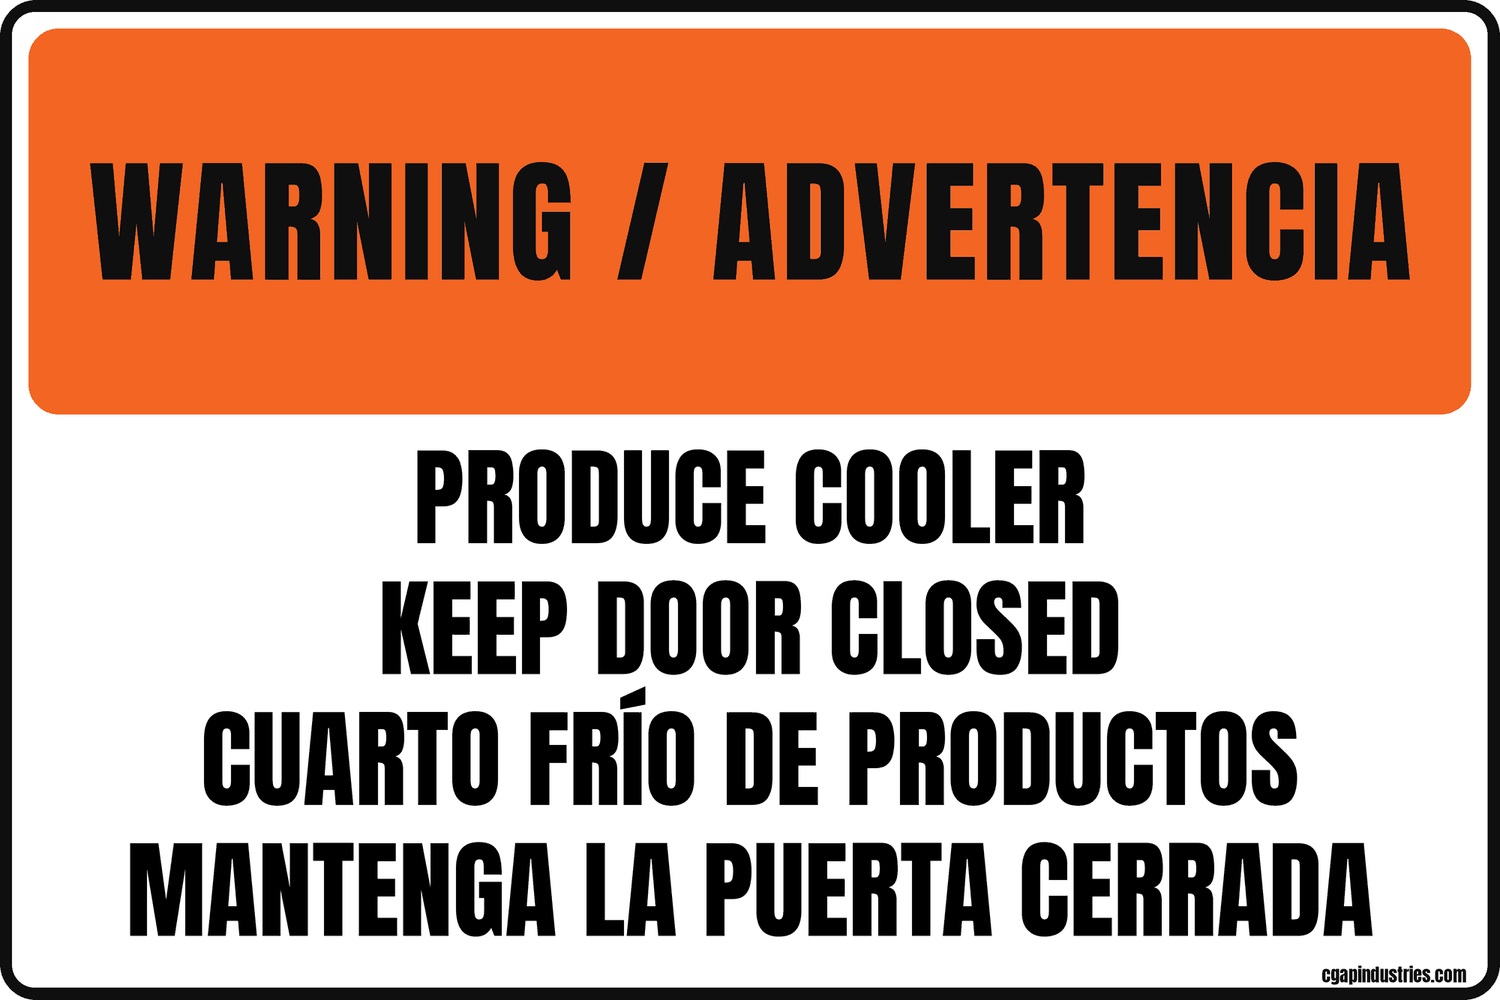 WARNING / ADVERTENCIA
PRODUCE COOLER
KEEP DOOR CLOSED
CUARTO FRÍO DE PRODUCTOS
MANTENGA LA PUERTA CERRADA
cgapindustries.com